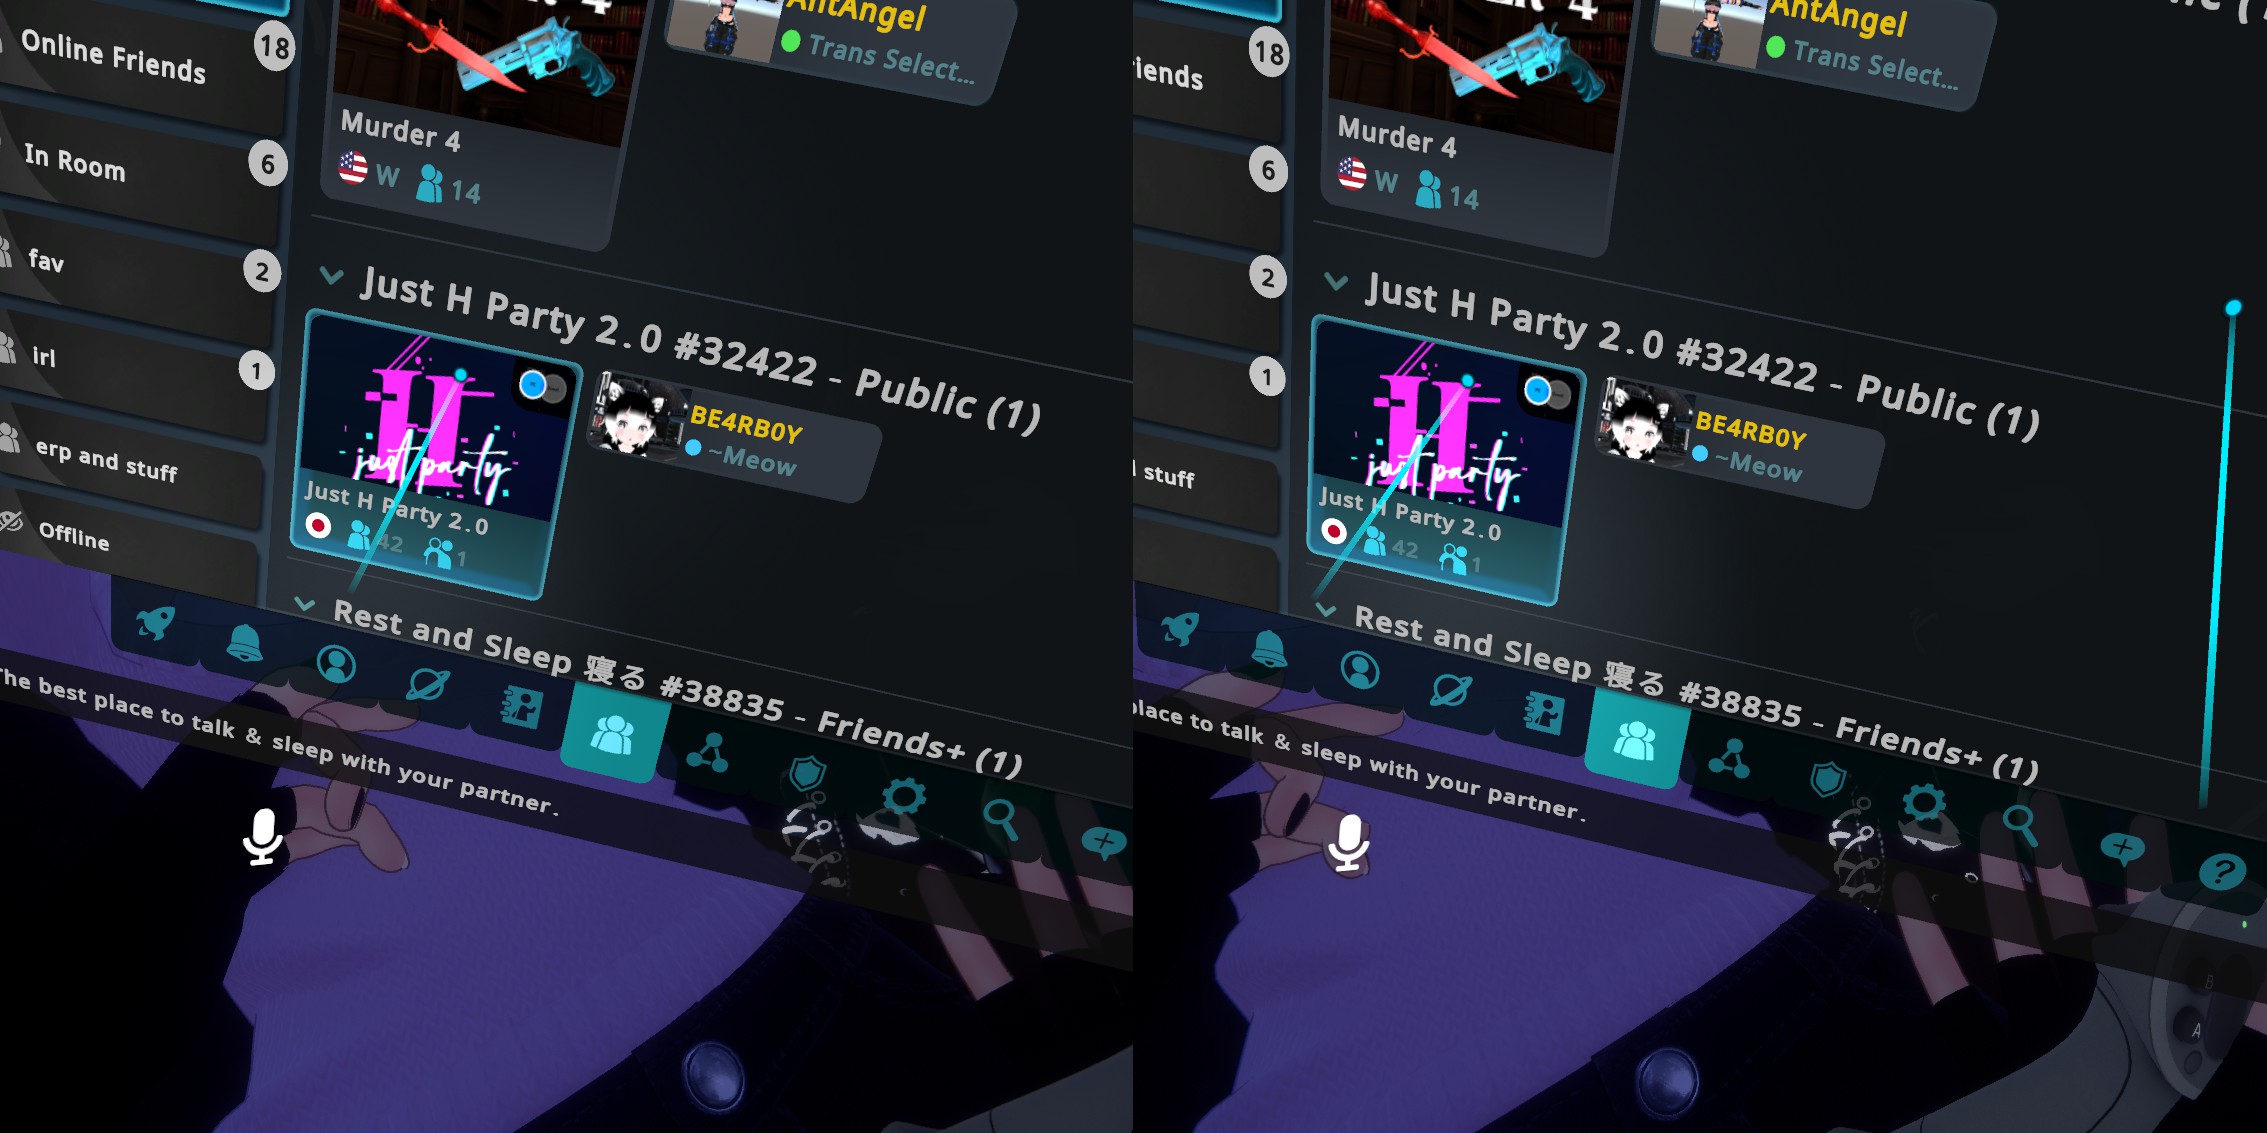 Online Friends
18
In Room
6
fav
2
irl
1
erp and stuff
Offline
4
AntAngel
Trans Select...
Murder 4
W 14
Just H Party 2.0 #32422 - Public (1)
H
just party
BE4RB0Y
~Meow
Just H Party 2.0
42 1
Rest and Sleep 寝る #38835 - Friends+ (1)
The best place to talk & sleep with your partner.
iends
18
6
2
1
stuff
4
AntAngel
Trans Select...
Murder 4
W 14
Just H Party 2.0 #32422 - Public (1)
H
just party
BE4RB0Y
~Meow
Just H Party 2.0
42 1
Rest and Sleep 寝る #38835 - Friends+ (1)
place to talk & sleep with your partner.
?
B
A